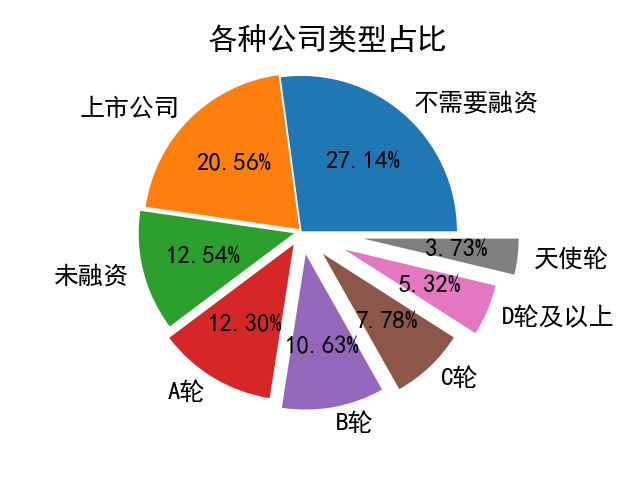 各种公司类型占比
不需要融资
27.14%
上市公司
20.56%
未融资
12.54%
A轮
12.30%
B轮
10.63%
C轮
7.78%
D轮及以上
5.32%
天使轮
3.73%